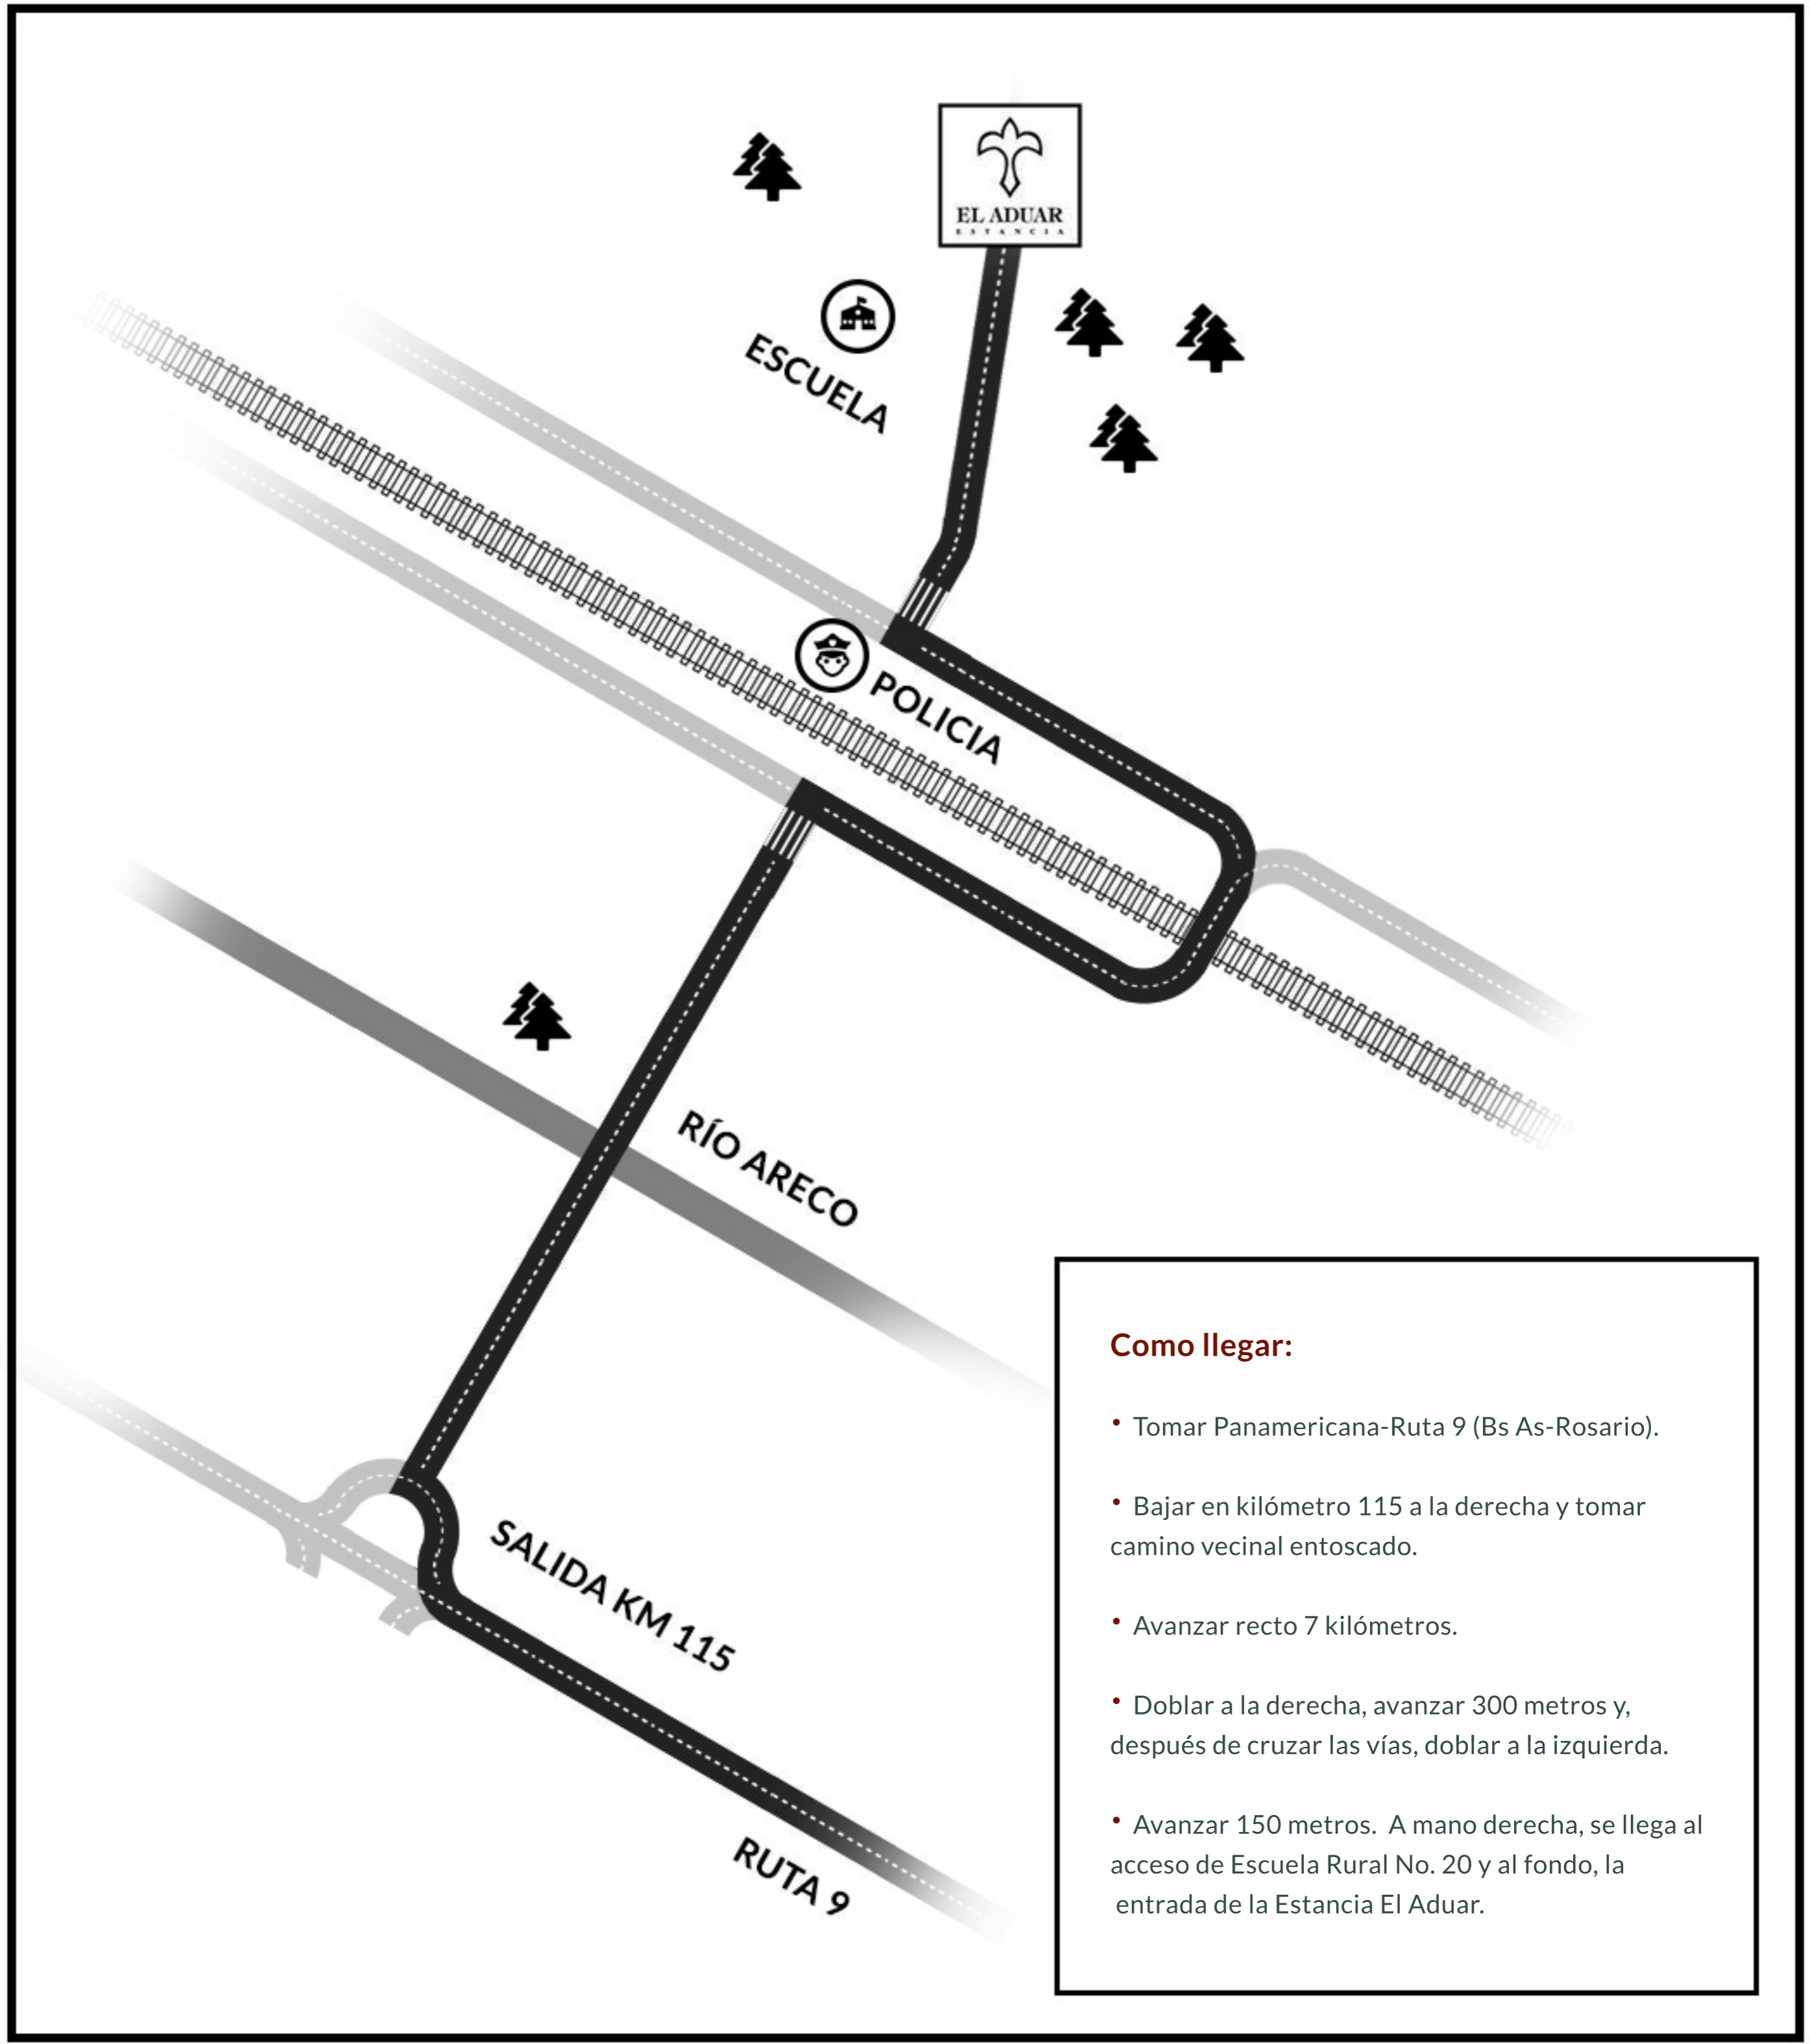 EL ADUAR
ESTANCIA
ESCUELA
POLICIA
RÍO ARECO
SALIDA KM 115
RUTA 9
Como llegar:
• Tomar Panamericana-Ruta 9 (Bs As-Rosario).
• Bajar en kilómetro 115 a la derecha y tomar
camino vecinal entoscado.
• Avanzar recto 7 kilómetros.
• Doblar a la derecha, avanzar 300 metros y,
después de cruzar las vías, doblar a la izquierda.
• Avanzar 150 metros. A mano derecha, se llega al
acceso de Escuela Rural No. 20 y al fondo, la
entrada de la Estancia El Aduar.